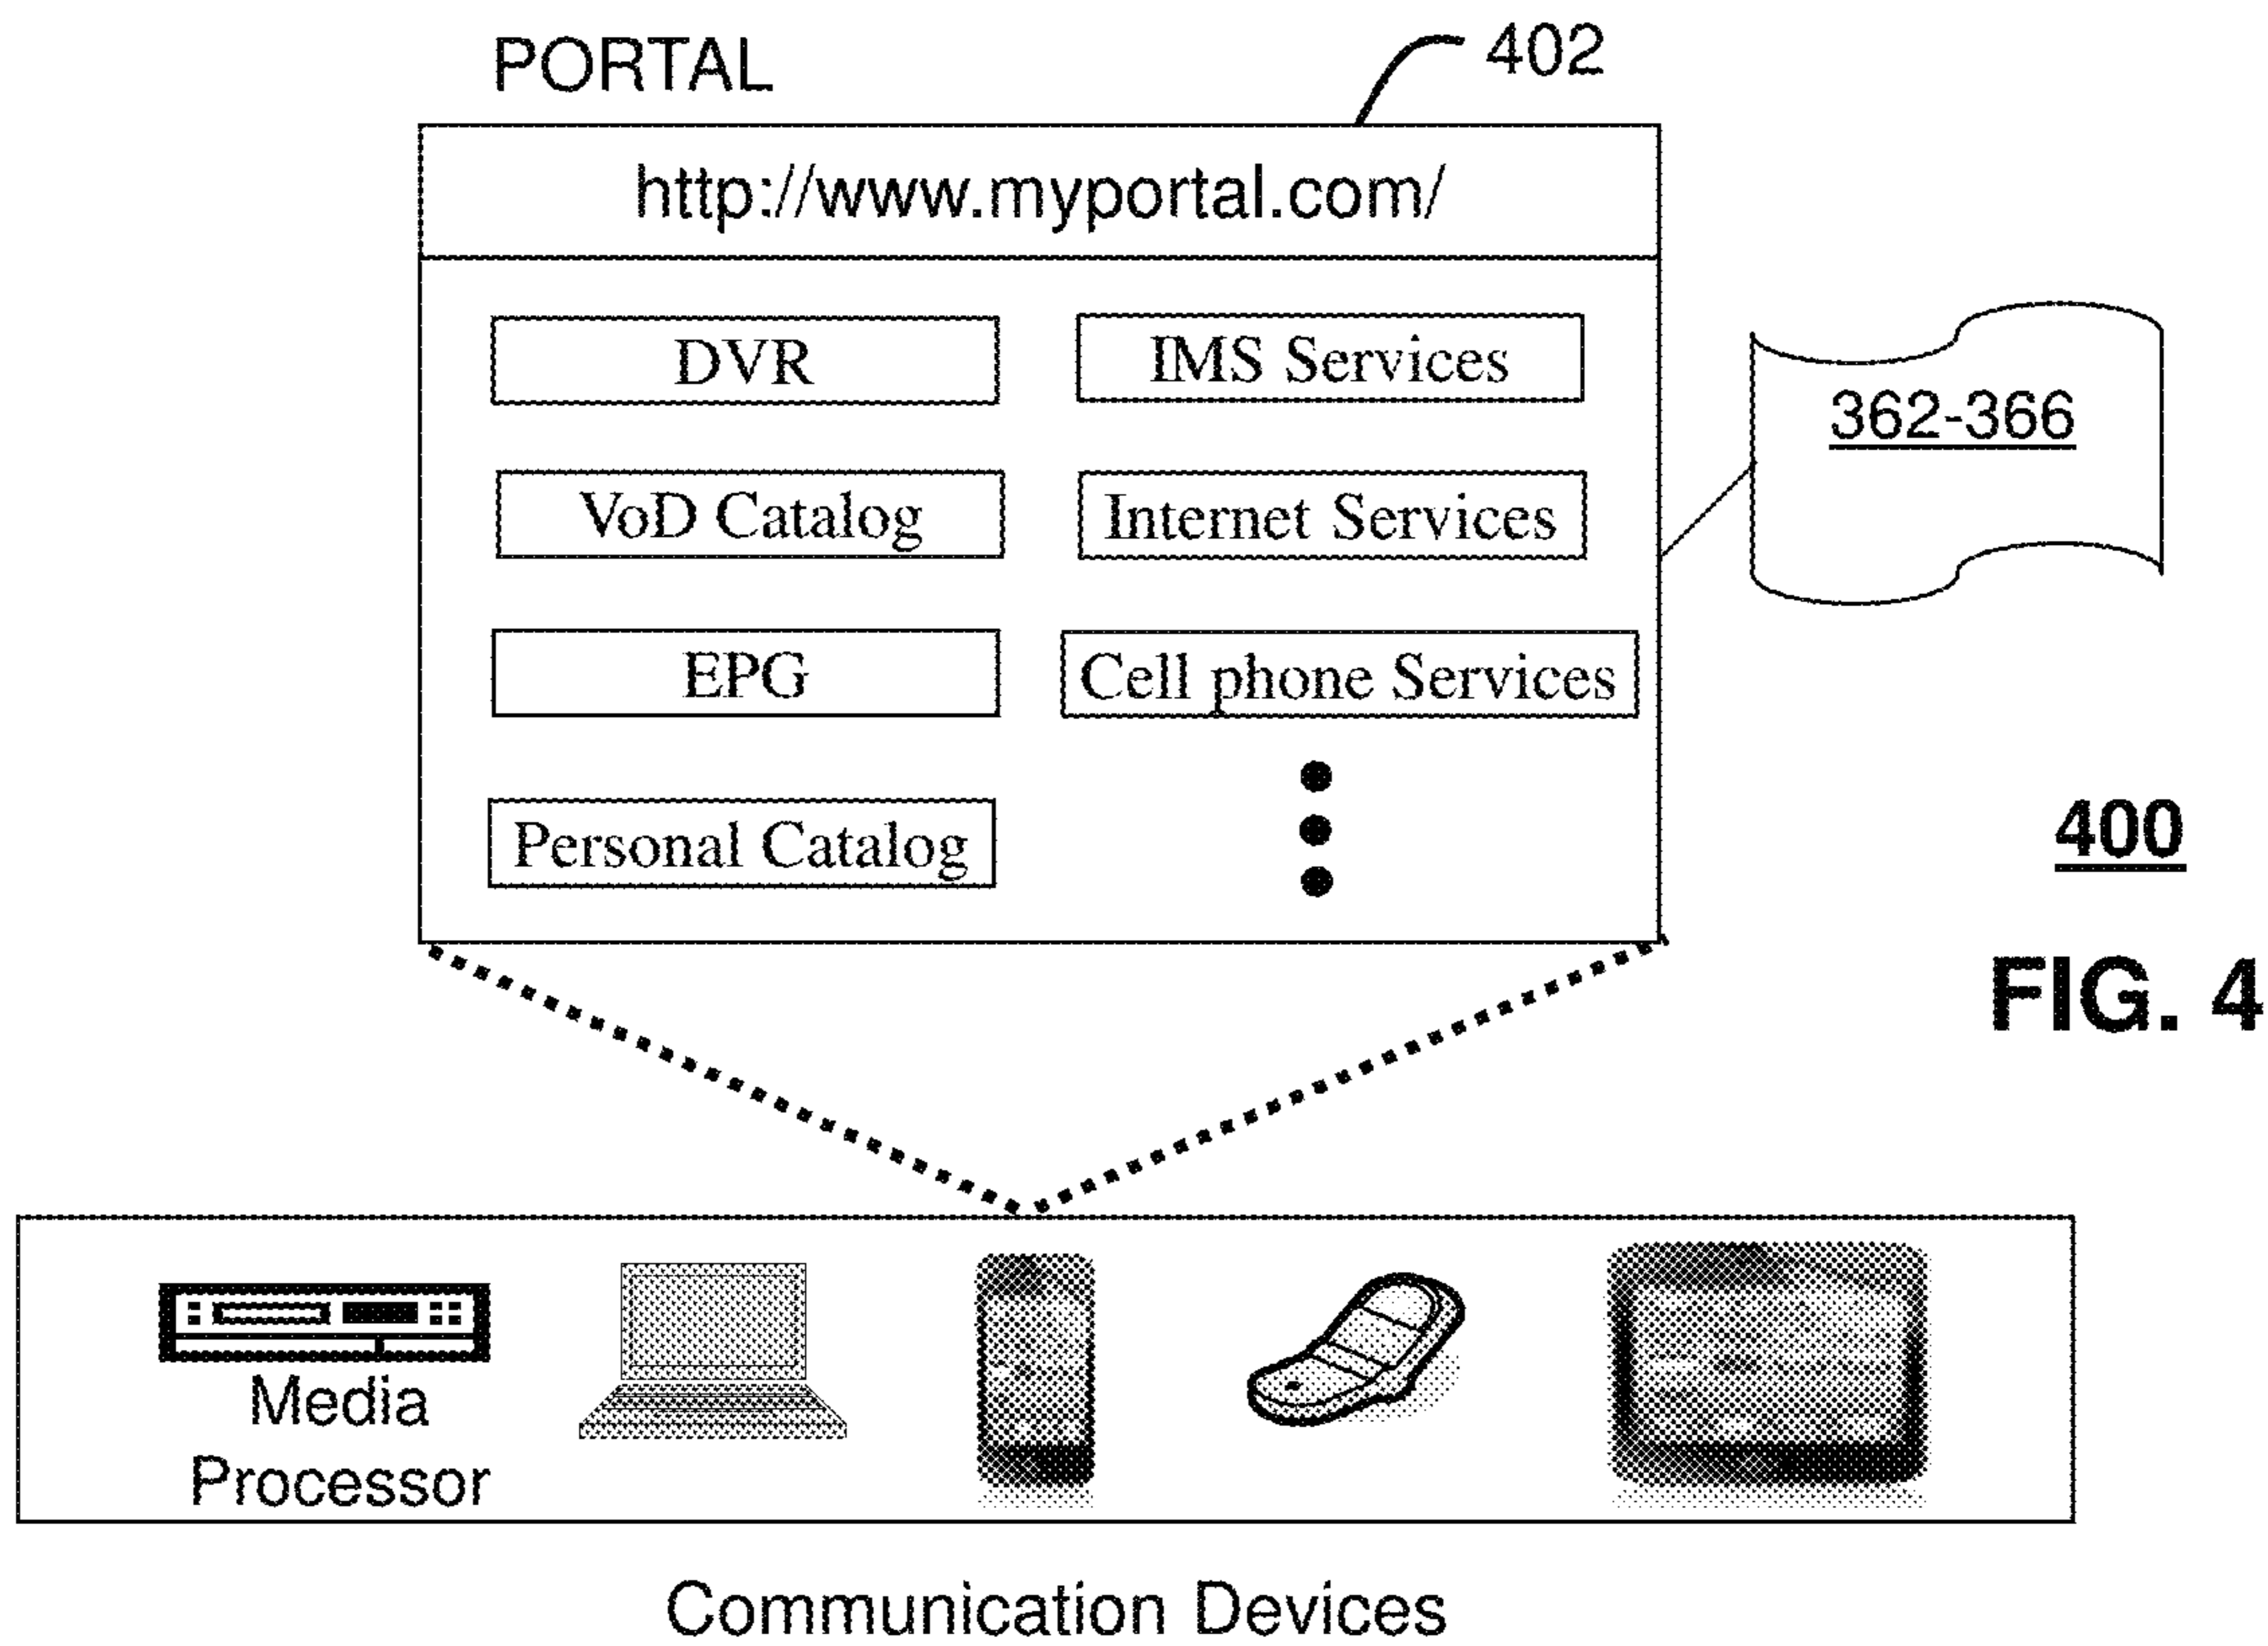 PORTAL
402
http://www.myportal.com/
DVR
IMS Services
362-366
VoD Catalog
Internet Services
EPG
Cell phone Services
Personal Catalog
400
FIG. 4
Media
Processor
Communication Devices